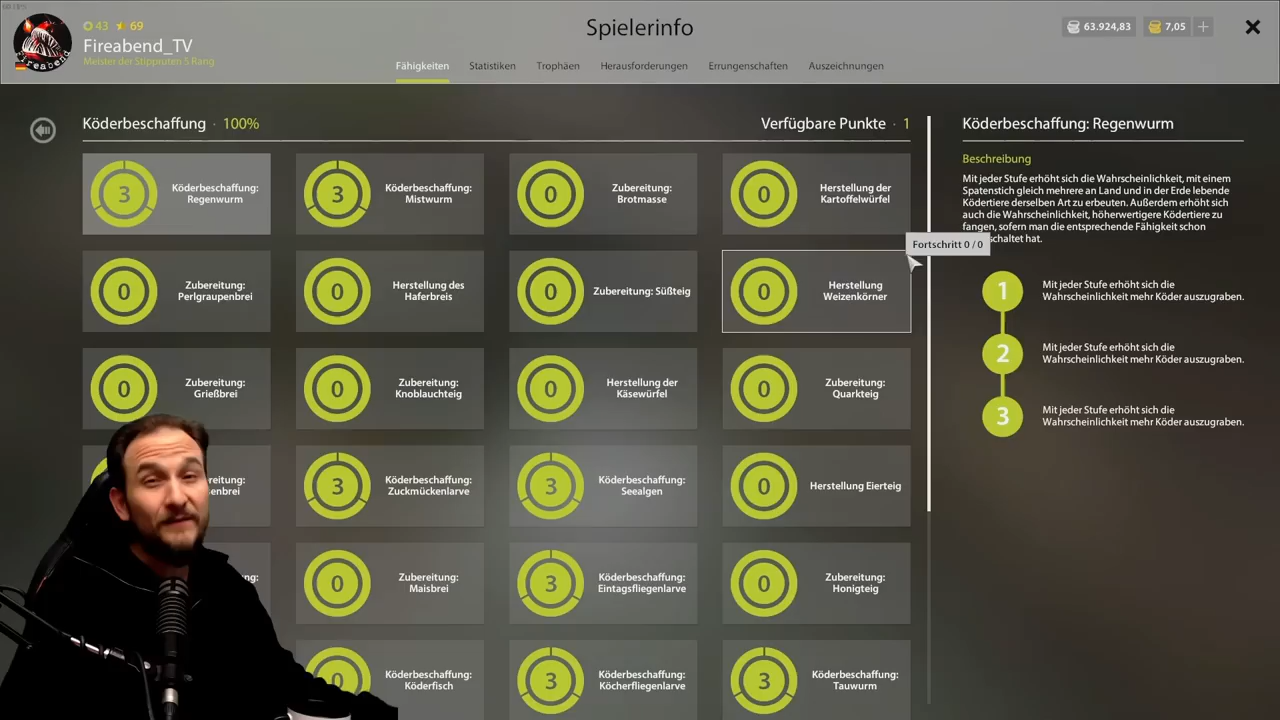 43 69
Fireabend_TV
Meister der Stippruten 5 Rang
Spielerinfo
63.924,83 7,05
Fähigkeiten Statistiken Trophäen Herausforderungen Errungenschaften Auszeichnungen
Köderbeschaffung · 100%
Verfügbare Punkte · 1
3 Köderbeschaffung:
Regenwurm
3 Köderbeschaffung:
Mistwurm
0 Zubereitung:
Brotmasse
0 Herstellung der
Kartoffelwürfel
0 Zubereitung:
Perlgraupenbrei
0 Herstellung des
Haferbreis
0 Zubereitung: Süßteig
0 Herstellung
Weizenkörner
0 Zubereitung:
Grießbrei
0 Zubereitung:
Knoblauchteig
0 Herstellung der
Käsewürfel
0 Zubereitung:
Quarkteig
reitung:
enbrei
3 Köderbeschaffung:
Zuckmückenlarve
3 Köderbeschaffung:
Seealgen
0 Herstellung Eierteig
ng:
0 Zubereitung:
Maisbrei
3 Köderbeschaffung:
Eintagsfliegenlarve
0 Zubereitung:
Honigteig
0 Köderbeschaffung:
Köderfisch
3 Köderbeschaffung:
Köcherfliegenlarve
3 Köderbeschaffung:
Tauwurm
Fortschritt 0 / 0
Köderbeschaffung: Regenwurm
Beschreibung
Mit jeder Stufe erhöht sich die Wahrscheinlichkeit, mit einem
Spatenstich gleich mehrere an Land und in der Erde lebende
Ködertiere derselben Art zu erbeuten. Außerdem erhöht sich
auch die Wahrscheinlichkeit, höherwertigere Ködertiere zu
fangen, sofern man die entsprechende Fähigkeit schon
schaltet hat.
1 Mit jeder Stufe erhöht sich die
Wahrscheinlichkeit mehr Köder auszugraben.
2 Mit jeder Stufe erhöht sich die
Wahrscheinlichkeit mehr Köder auszugraben.
3 Mit jeder Stufe erhöht sich die
Wahrscheinlichkeit mehr Köder auszugraben.